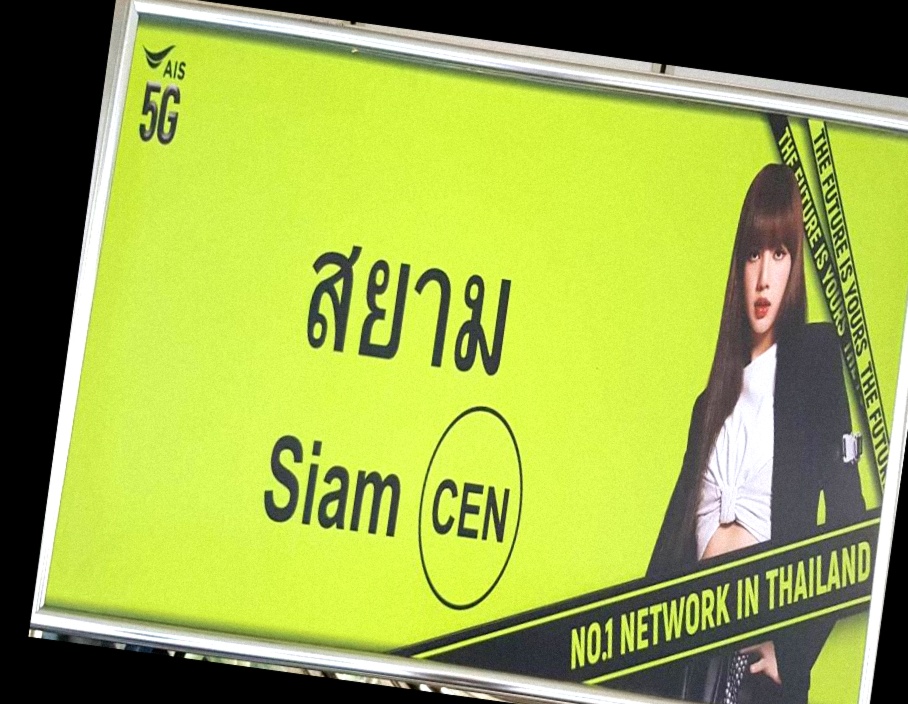 AIS
5G
สยาม
Siam CEN
THE FUTURE IS YOURS THE
THE FUTURE IS YOURS THE FUTURE
NO.1 NETWORK IN THAILAND